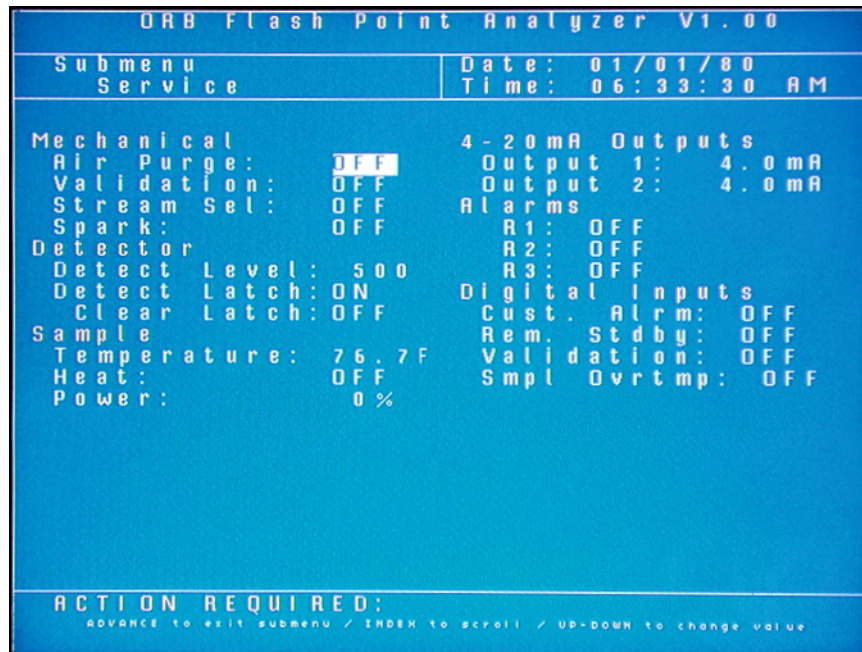 ORB Flash Point Analyzer V1.00
Submenu
Service
Date: 01/01/80
Time: 06:33:30 AM
Mechanical
Air Purge: OFF
Validation: OFF
Stream Sel: OFF
Spark: OFF
Detector
Detect Level: 500
Detect Latch:ON
Clear Latch:OFF
Sample
Temperature: 76.7F
Heat: OFF
Power: 0%
4-20mA Outputs
Output 1: 4.0mA
Output 2: 4.0mA
Alarms
R1: OFF
R2: OFF
R3: OFF
Digital Inputs
Cust. Alrm: OFF
Rem. Stdby: OFF
Validation: OFF
Smpl Ovrtmp: OFF
ACTION REQUIRED:
ADVANCE to exit submenu / INDEX to scroll / UP-DOWN to change value